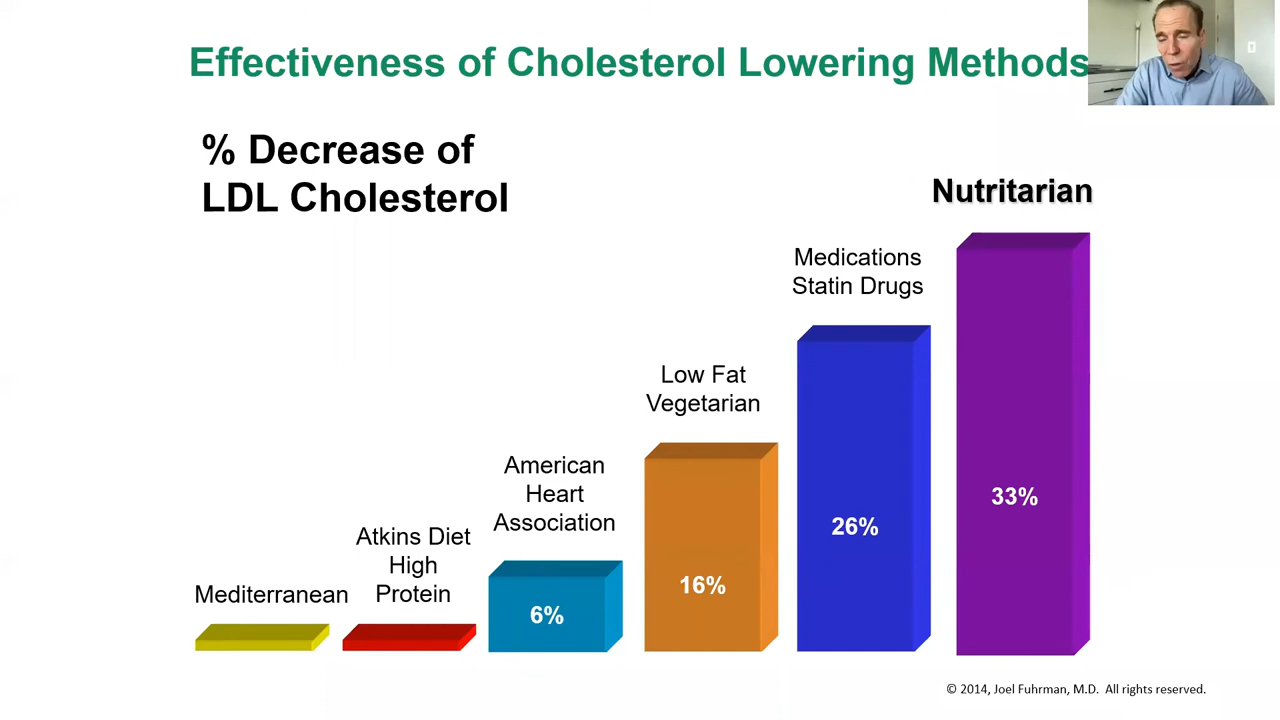 Effectiveness of Cholesterol Lowering Methods
% Decrease of
LDL Cholesterol
Nutritarian
Medications
Statin Drugs
Low Fat
Vegetarian
American
Heart
Association
Atkins Diet
High
Protein
Mediterranean
6%
16%
26%
33%
© 2014, Joel Fuhrman, M.D. All rights reserved.